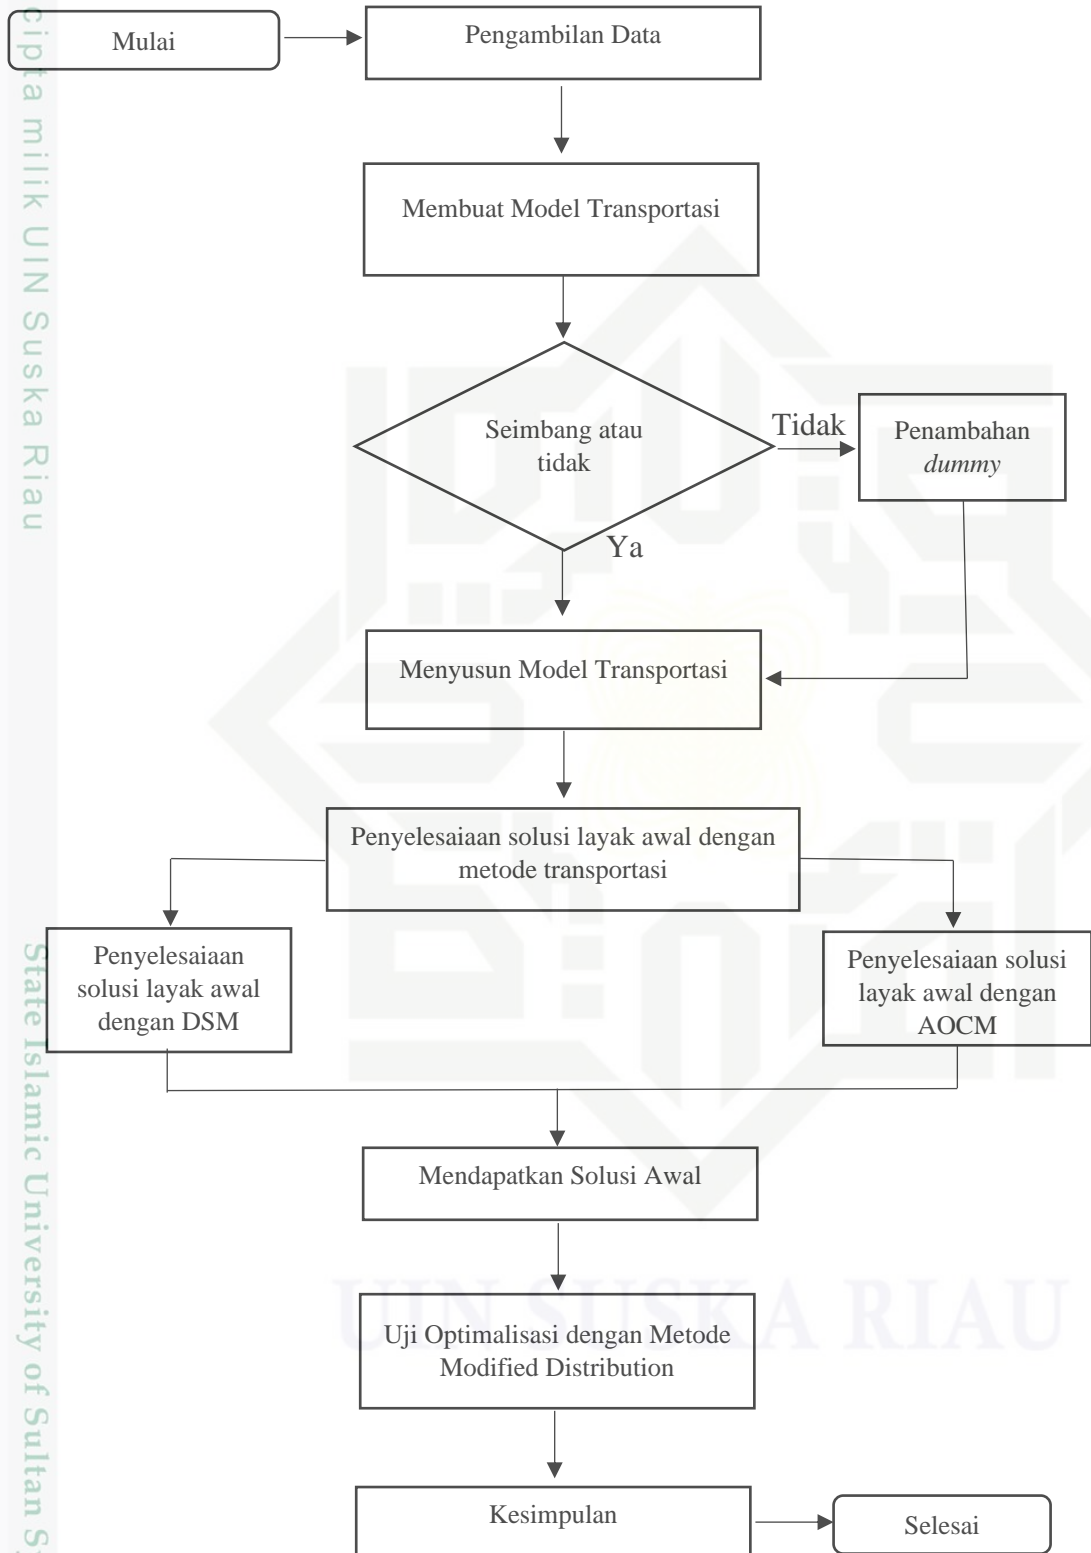 Mulai
Pengambilan Data
Membuat Model Transportasi
Seimbang atau
tidak
Tidak
Penambahan
dummy
Ya
Menyusun Model Transportasi
Penyelesaiaan solusi layak awal dengan
metode transportasi
Penyelesaiaan
solusi layak awal
dengan DSM
Penyelesaiaan solusi
layak awal dengan
AOCM
Mendapatkan Solusi Awal
Uji Optimalisasi dengan Metode
Modified Distribution
Kesimpulan
Selesai
cipta milik UIN Suska Riau
State Islamic University of Sultan S
UIN SUSKA RIAU